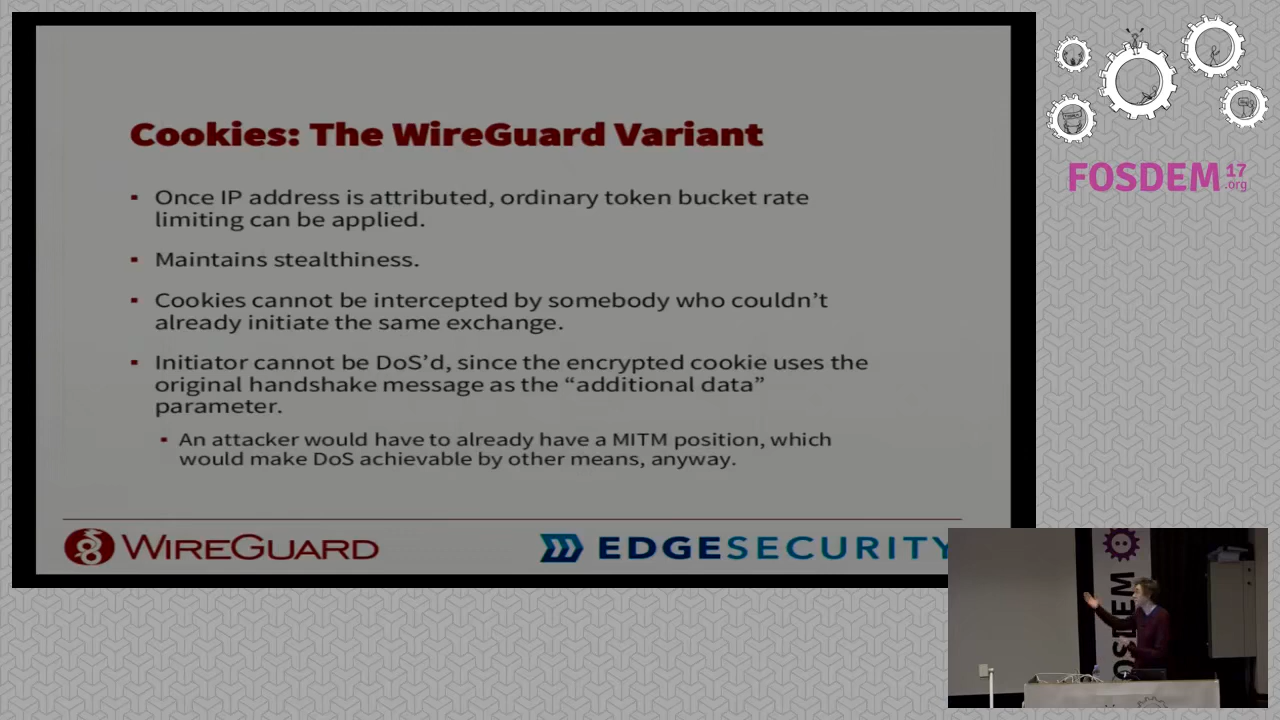 Cookies: The WireGuard Variant
▪ Once IP address is attributed, ordinary token bucket rate
limiting can be applied.
▪ Maintains stealthiness.
▪ Cookies cannot be intercepted by somebody who couldn't
already initiate the same exchange.
▪ Initiator cannot be DoS'd, since the encrypted cookie uses the
original handshake message as the “additional data”
parameter.
▪ An attacker would have to already have a MITM position, which
would make DoS achievable by other means, anyway.
WIREGUARD
EDGESECURITY
FOSDEM 17
.org
OSDEM